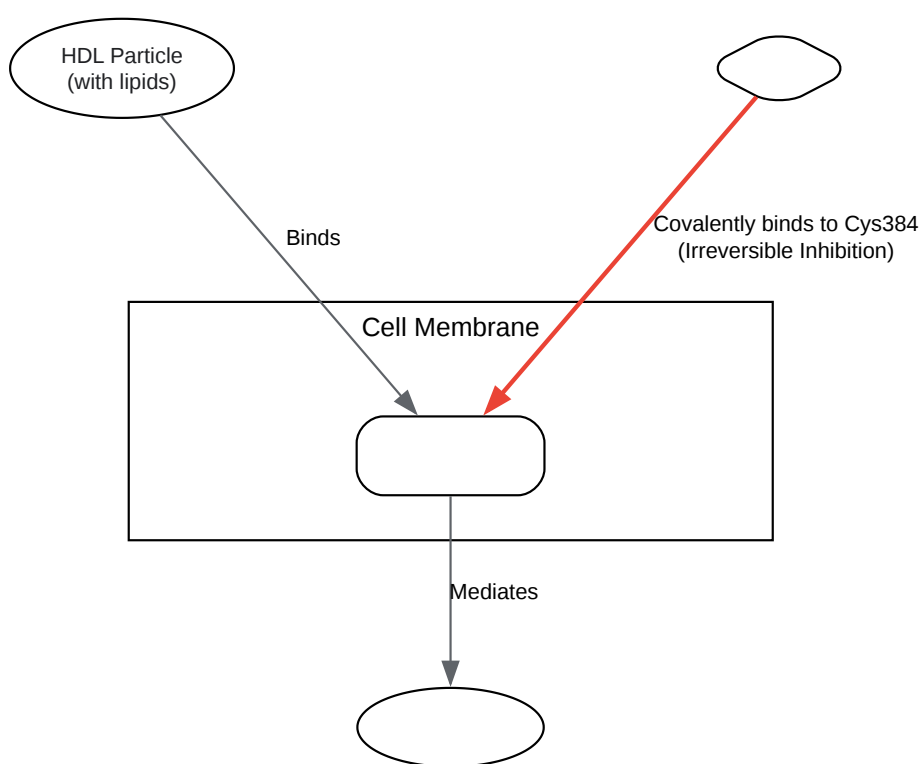 HDL Particle
(with lipids)
Binds
Covalently binds to Cys384
(Irreversible Inhibition)
Cell Membrane
Mediates